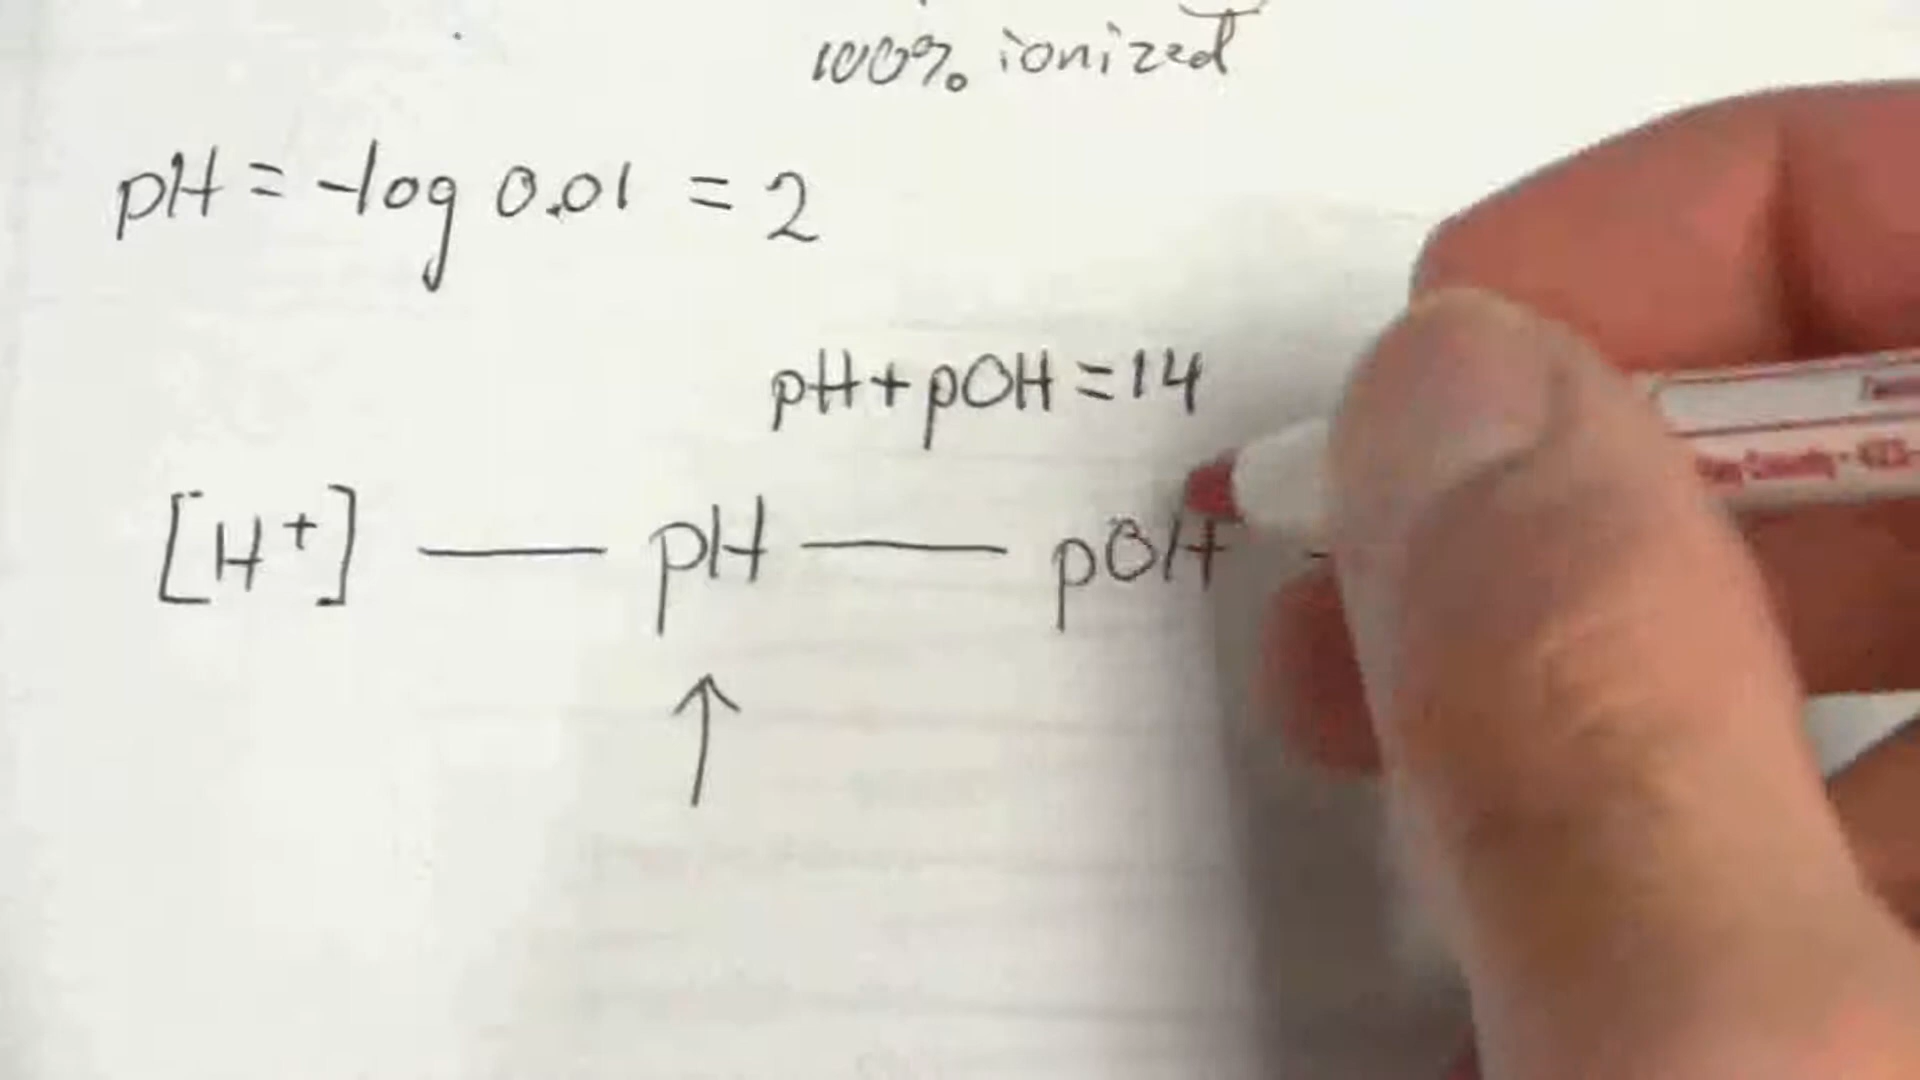 100% ionized
pH = -log 0.01 = 2
pH + pOH = 14
[H⁺] — pH — pOH -
↑